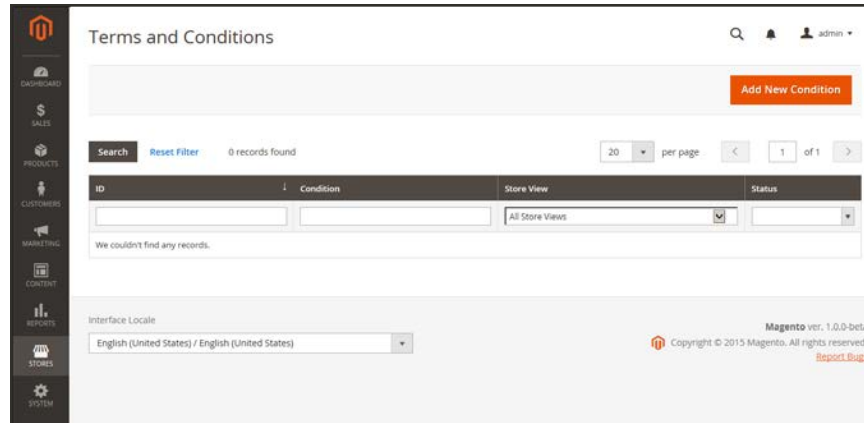 Terms and Conditions
admin
DASHBOARD
SALES
PRODUCTS
CUSTOMERS
MARKETING
CONTENT
REPORTS
STORES
SYSTEM
Add New Condition
Search Reset Filter 0 records found 20 per page 1 of 1
ID Condition Store View Status
All Store Views
We couldn't find any records.
Interface Locale
English (United States) / English (United States)
Magento ver. 1.0.0-beta
Copyright © 2015 Magento. All rights reserved
Report Bug